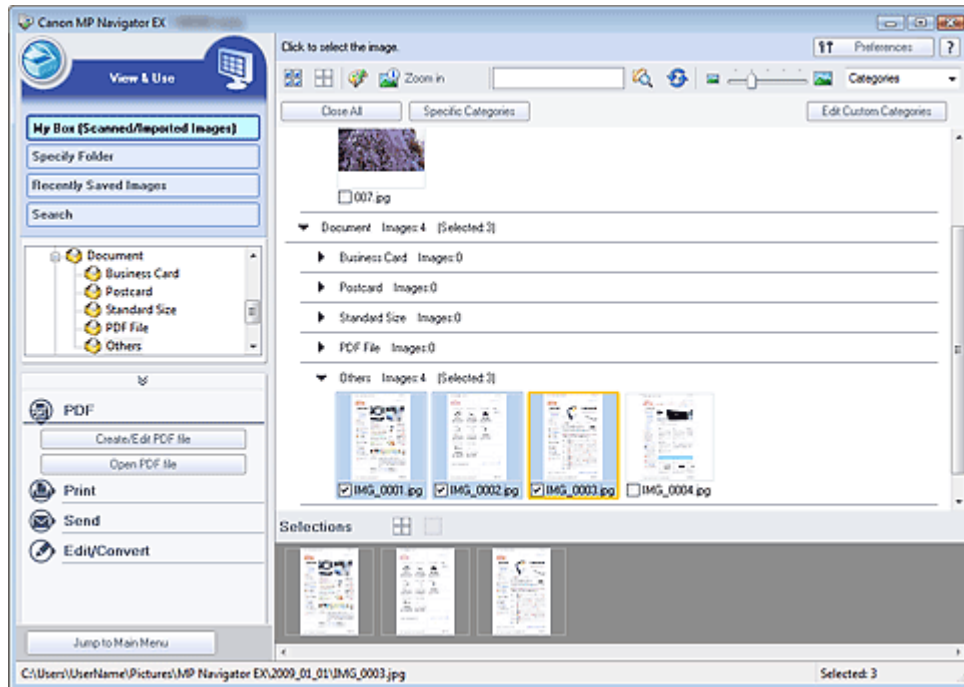 Canon MP Navigator EX
View & Use
My Box (Scanned/Imported Images)
Specify Folder
Recently Saved Images
Search
Document
Business Card
Postcard
Standard Size
PDF File
Others
PDF
Create/Edit PDF file
Open PDF file
Print
Send
Edit/Convert
Jump to Main Menu
Click to select the image.
Preferences
?
Zoom in
Categories
Close All
Specific Categories
Edit Custom Categories
007.jpg
Document Images:4 (Selected:3)
Business Card Images:0
Postcard Images:0
Standard Size Images:0
PDF File Images:0
Others Images:4 (Selected:3)
IMG_0001.jpg IMG_0002.jpg IMG_0003.jpg IMG_0004.jpg
Selections
C:\Users\UserName\Pictures\MP Navigator EX\2009_01_01\IMG_0003.jpg
Selected: 3